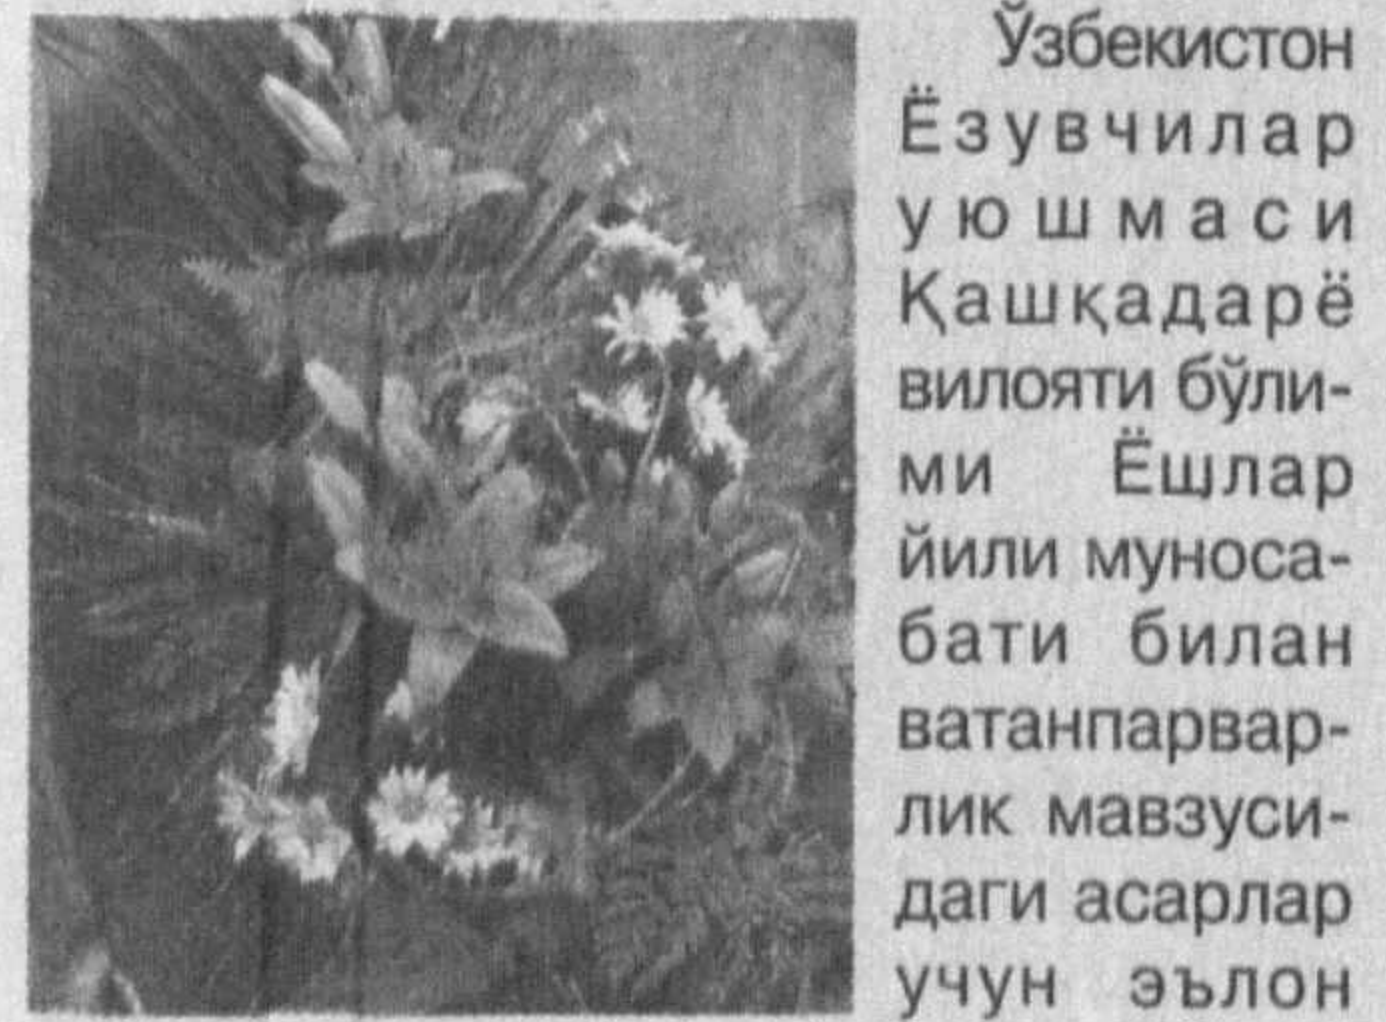 Ўзбекистон
Ёзувчилар
уюшмаси
Қашқадарё
вилояти бўли-
ми Ёшлар
йили муноса-
бати билан
ватанпарвар-
лик мавзуси-
даги асарлар
учун эълон